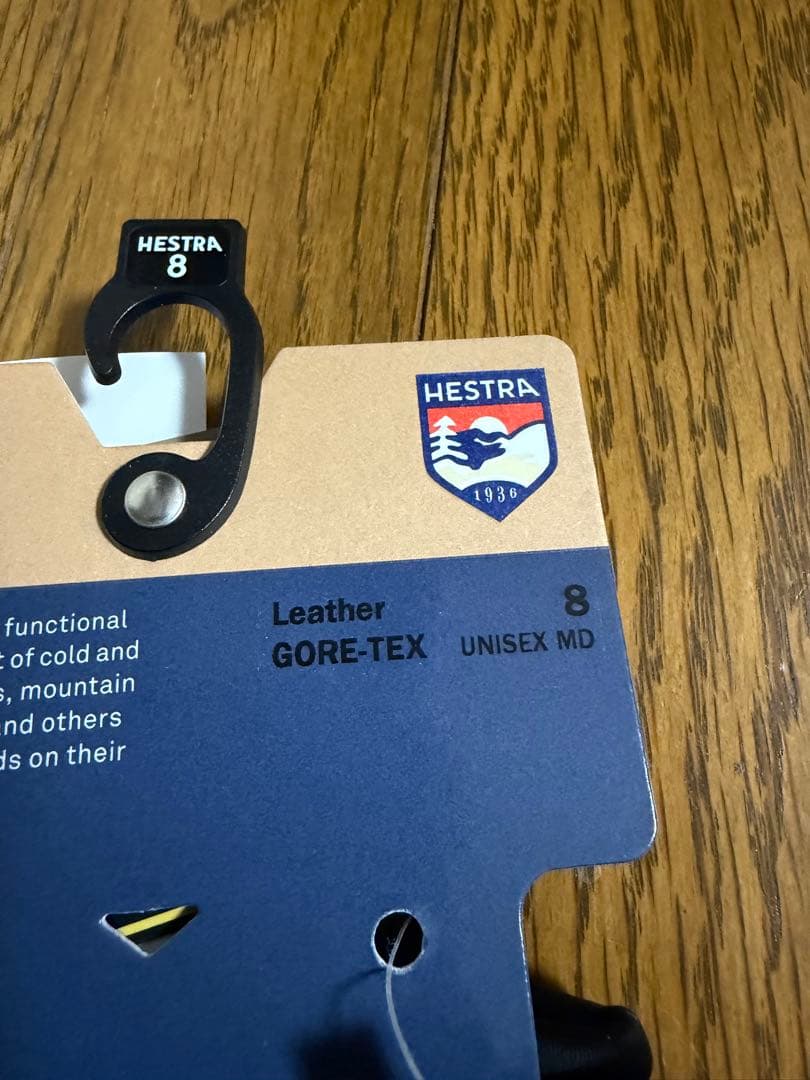 HESTRA
8
HESTRA
1936
functional
of cold and
, mountain
and others
on their
Leather
GORE-TEX
8
UNISEX MD